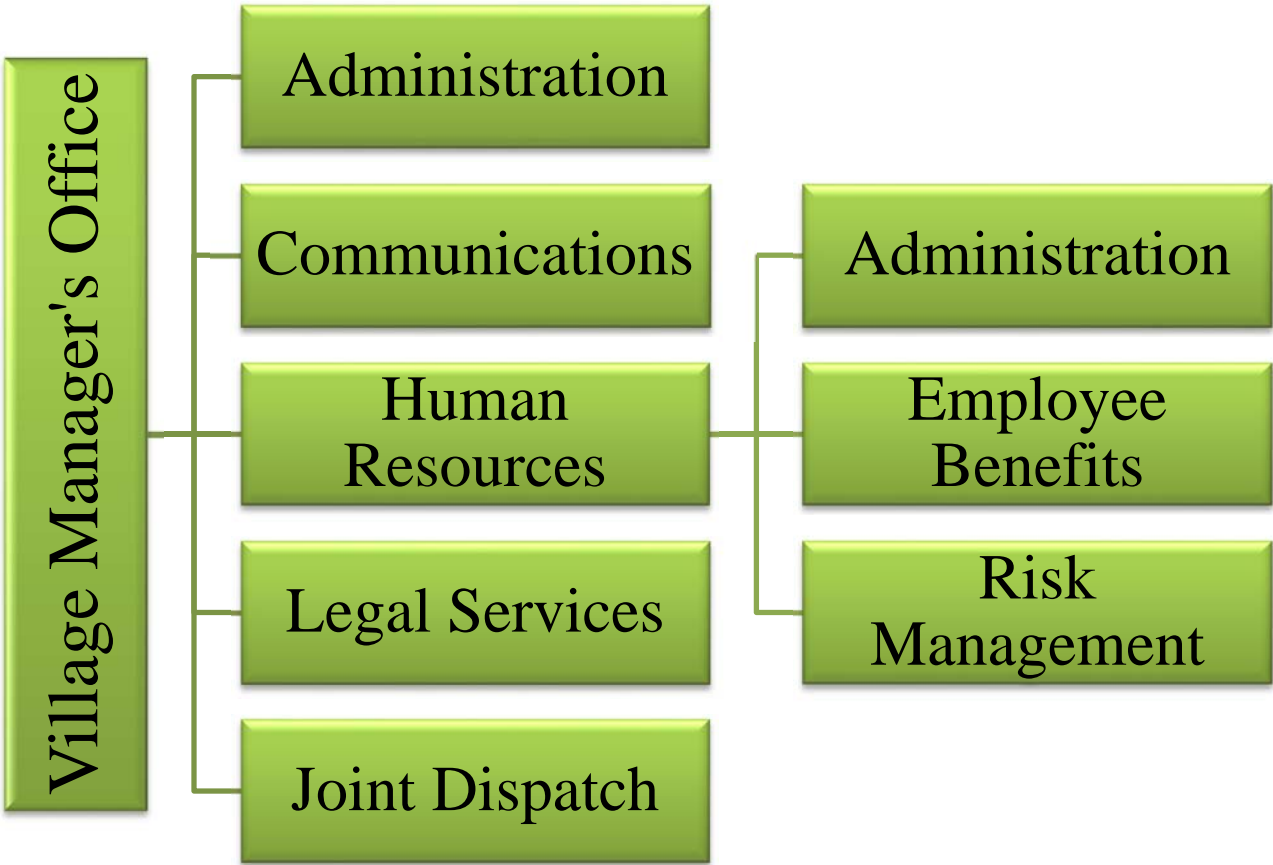 Village Manager's Office
Administration
Communications
Human
Resources
Legal Services
Joint Dispatch
Administration
Employee
Benefits
Risk
Management